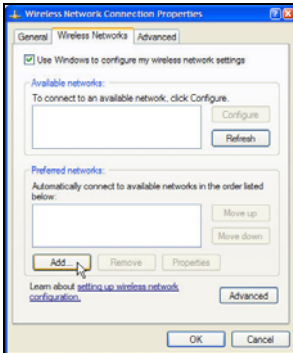 Wireless Network Connection Properties
General Wireless Networks Advanced
Use Windows to configure my wireless network settings
Available networks:
To connect to an available network, click Configure.
Configure
Refresh
Preferred networks:
Automatically connect to available networks in the order listed
below:
Move up
Move down
Add... Remove Properties
Learn about setting up wireless network
configuration.
Advanced
OK Cancel